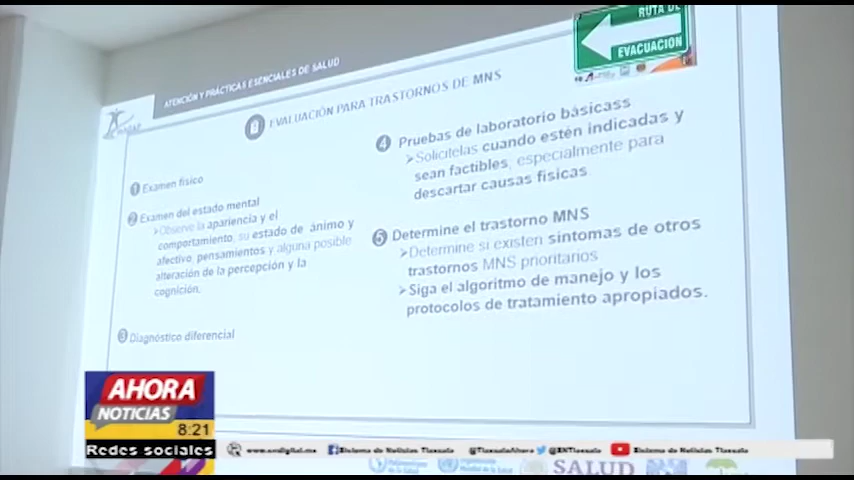 RUTA DE
EVACUACIÓN
ATENCIÓN Y PRÁCTICAS ESENCIALES DE SALUD
EVALUACIÓN PARA TRASTORNOS DE MNS
1 Examen físico
2 Examen del estado mental
➢Observe la apariencia y el
comportamiento, su estado de ánimo y
afectivo, pensamientos y alguna posible
alteración de la percepción y la
cognición.
3 Diagnóstico diferencial
4 Pruebas de laboratorio básicass
➢Solicítelas cuando estén indicadas y
sean factibles, especialmente para
descartar causas físicas
5 Determine el trastorno MNS
➢Determine si existen síntomas de otros
trastornos MNS prioritarios
➢Siga el algoritmo de manejo y los
protocolos de tratamiento apropiados.
AHORA
NOTICIAS
8:21
Redes sociales
www.sndigital.mx Sistema de Noticias Tlaxcala @TlaxcalaAhora @SNTlaxcala Sistema de Noticias Tlaxcala
SALUD